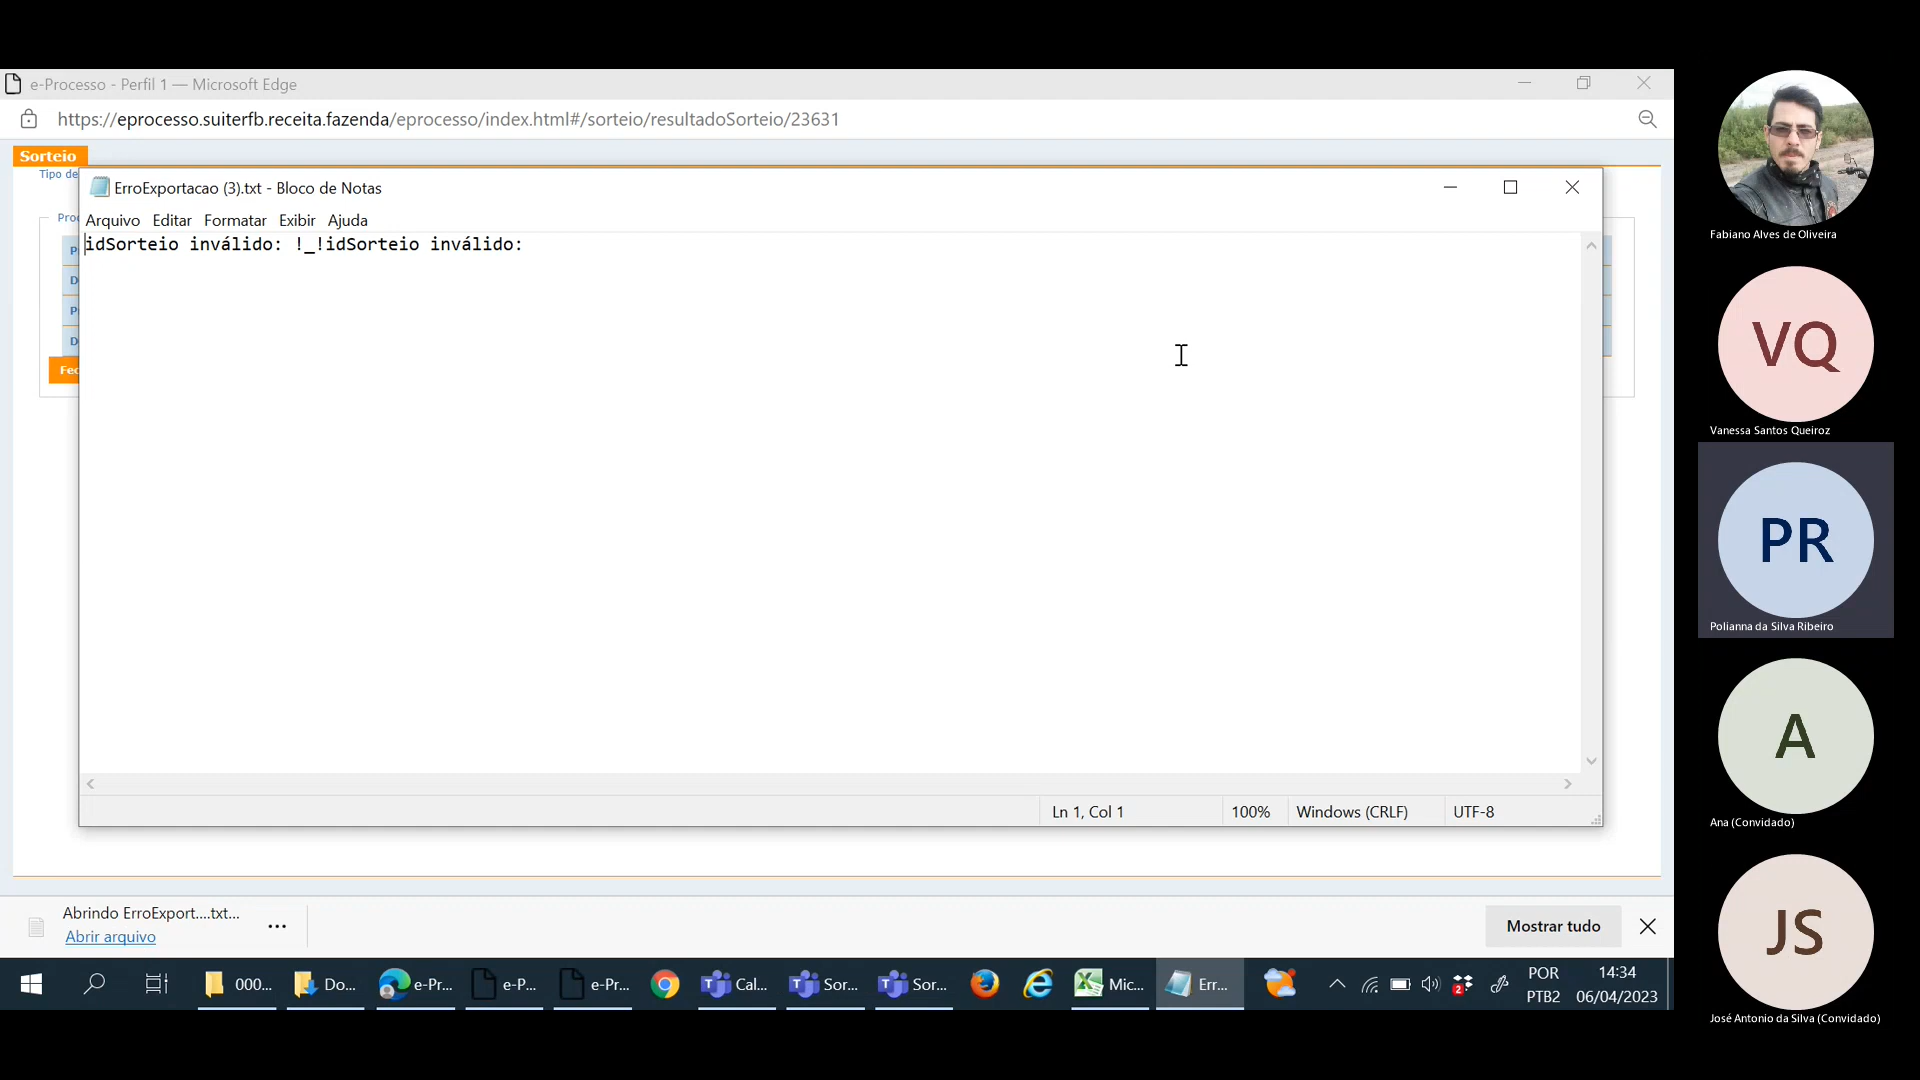 e-Processo - Perfil 1 — Microsoft Edge
https://eprocesso.suiterfb.receita.fazenda/eprocesso/index.html#/sorteio/resultadoSorteio/23631
Sorteio
Tipo de
ErroExportacao (3).txt - Bloco de Notas
Arquivo Editar Formatar Exibir Ajuda
idSorteio inválido: !_!idSorteio inválido:
Ln 1, Col 1
100%
Windows (CRLF)
UTF-8
Abrindo ErroExport....txt...
Abrir arquivo
Mostrar tudo
000...
Do...
e-Pr...
e-P...
e-Pr...
Cal...
Sor...
Sor...
Mic...
Err...
2
POR
PTB2
14:34
06/04/2023
Fabiano Alves de Oliveira
VQ
Vanessa Santos Queiroz
PR
Polianna da Silva Ribeiro
A
Ana (Convidado)
JS
José Antonio da Silva (Convidado)